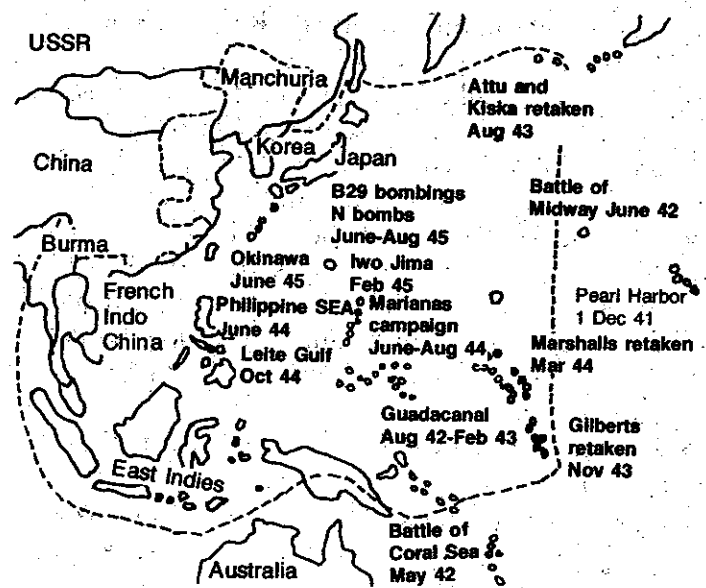 USSR
Manchuria
Attu and
Kiska retaken
Aug 43
Korea
Japan
China
B29 bombings
N bombs
June-Aug 45
Battle of
Midway June 42
Burma
Okinawa
June 45
Iwo Jima
Feb 45
French
Indo
China
Philippine SEA
June 44
Marianas
campaign
June-Aug 44
Pearl Harbor
1 Dec 41
Marshalls retaken
Mar 44
Leite Gulf
Oct 44
Guadacanal
Aug 42-Feb 43
Gilberts
retaken
Nov 43
East Indies
Battle of
Coral Sea
May 42
Australia